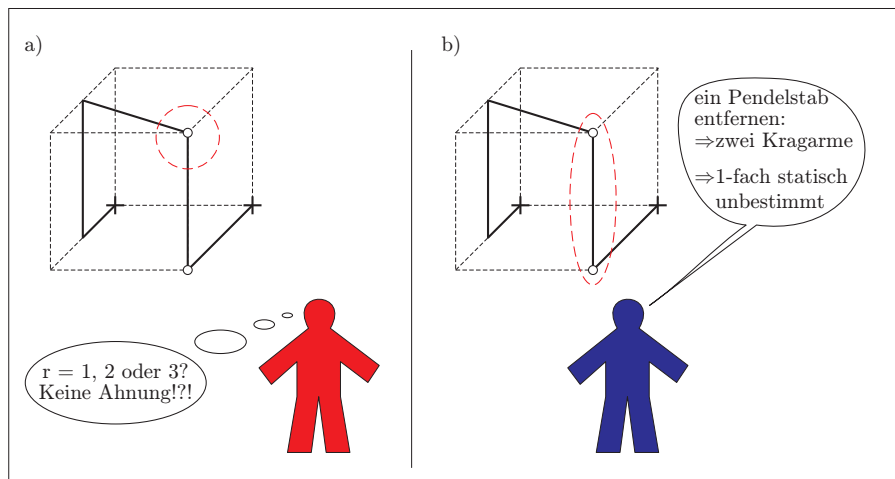 a)
r = 1, 2 oder 3?
Keine Ahnung!?!
b)
ein Pendelstab
entfernen:
⇒zwei Kragarme
⇒1-fach statisch
unbestimmt